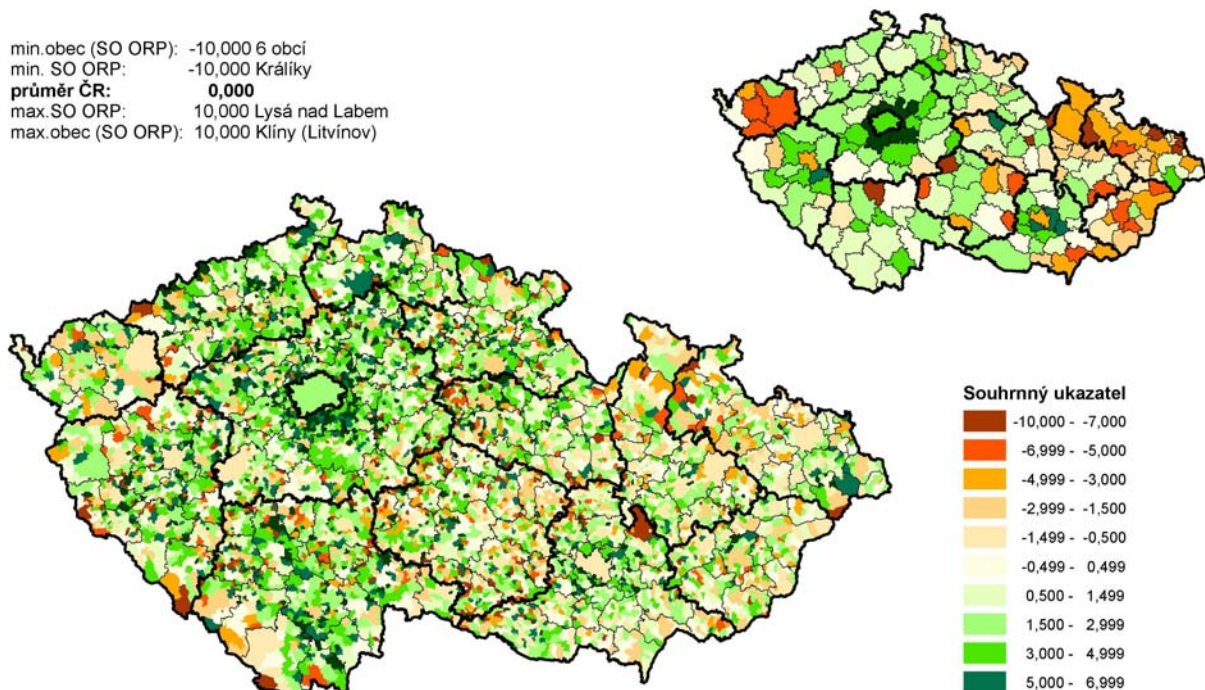 min.obec (SO ORP): -10,000 6 obcí
min. SO ORP: -10,000 Králíky
průměr ČR: 0,000
max.SO ORP: 10,000 Lysá nad Labem
max.obec (SO ORP): 10,000 Klíny (Litvínov)
Souhrnný ukazatel
-10,000 - -7,000
-6,999 - -5,000
-4,999 - -3,000
-2,999 - -1,500
-1,499 - -0,500
-0,499 - 0,499
0,500 - 1,499
1,500 - 2,999
3,000 - 4,999
5,000 - 6,999